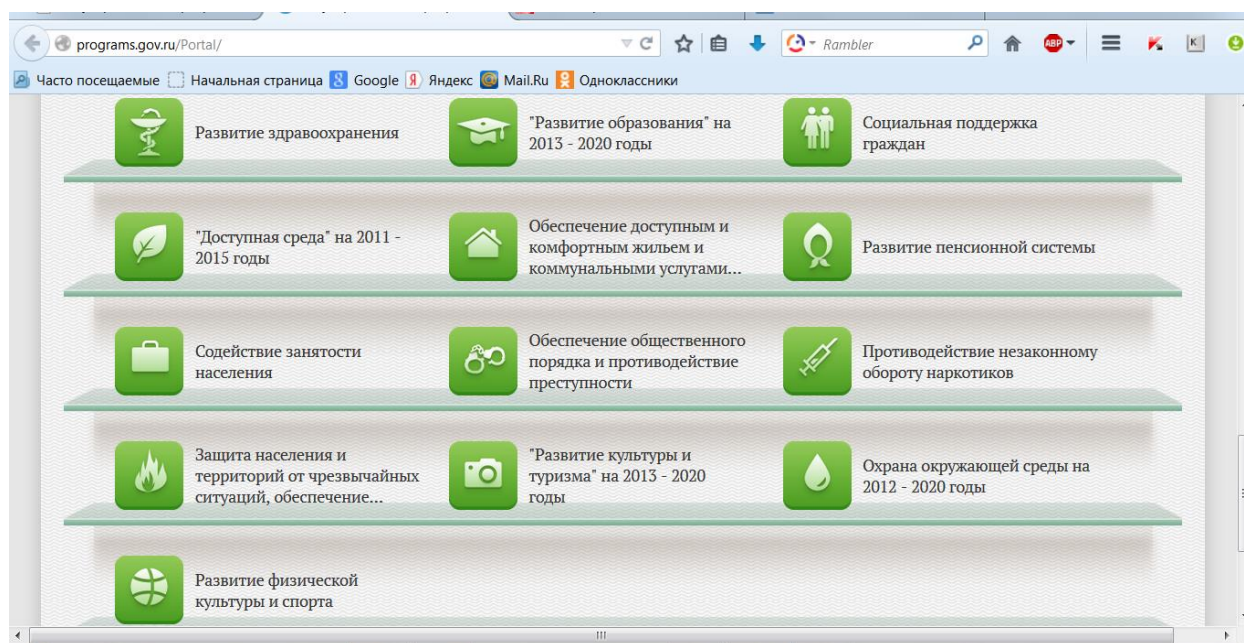 programs.gov.ru/Portal/
Rambler
ABP
K
Часто посещаемые
Начальная страница
8 Google
Я Яндекс
@ Mail.Ru
Одноклассники
Развитие здравоохранения
"Развитие образования" на
2013 - 2020 годы
Социальная поддержка
граждан
"Доступная среда" на 2011 -
2015 годы
Обеспечение доступным и
комфортным жильем и
коммунальными услугами...
Развитие пенсионной системы
Содействие занятости
населения
Обеспечение общественного
порядка и противодействие
преступности
Противодействие незаконному
обороту наркотиков
Защита населения и
территорий от чрезвычайных
ситуаций, обеспечение...
"Развитие культуры и
туризма" на 2013 - 2020
годы
Охрана окружающей среды на
2012 - 2020 годы
Развитие физической
культуры и спорта